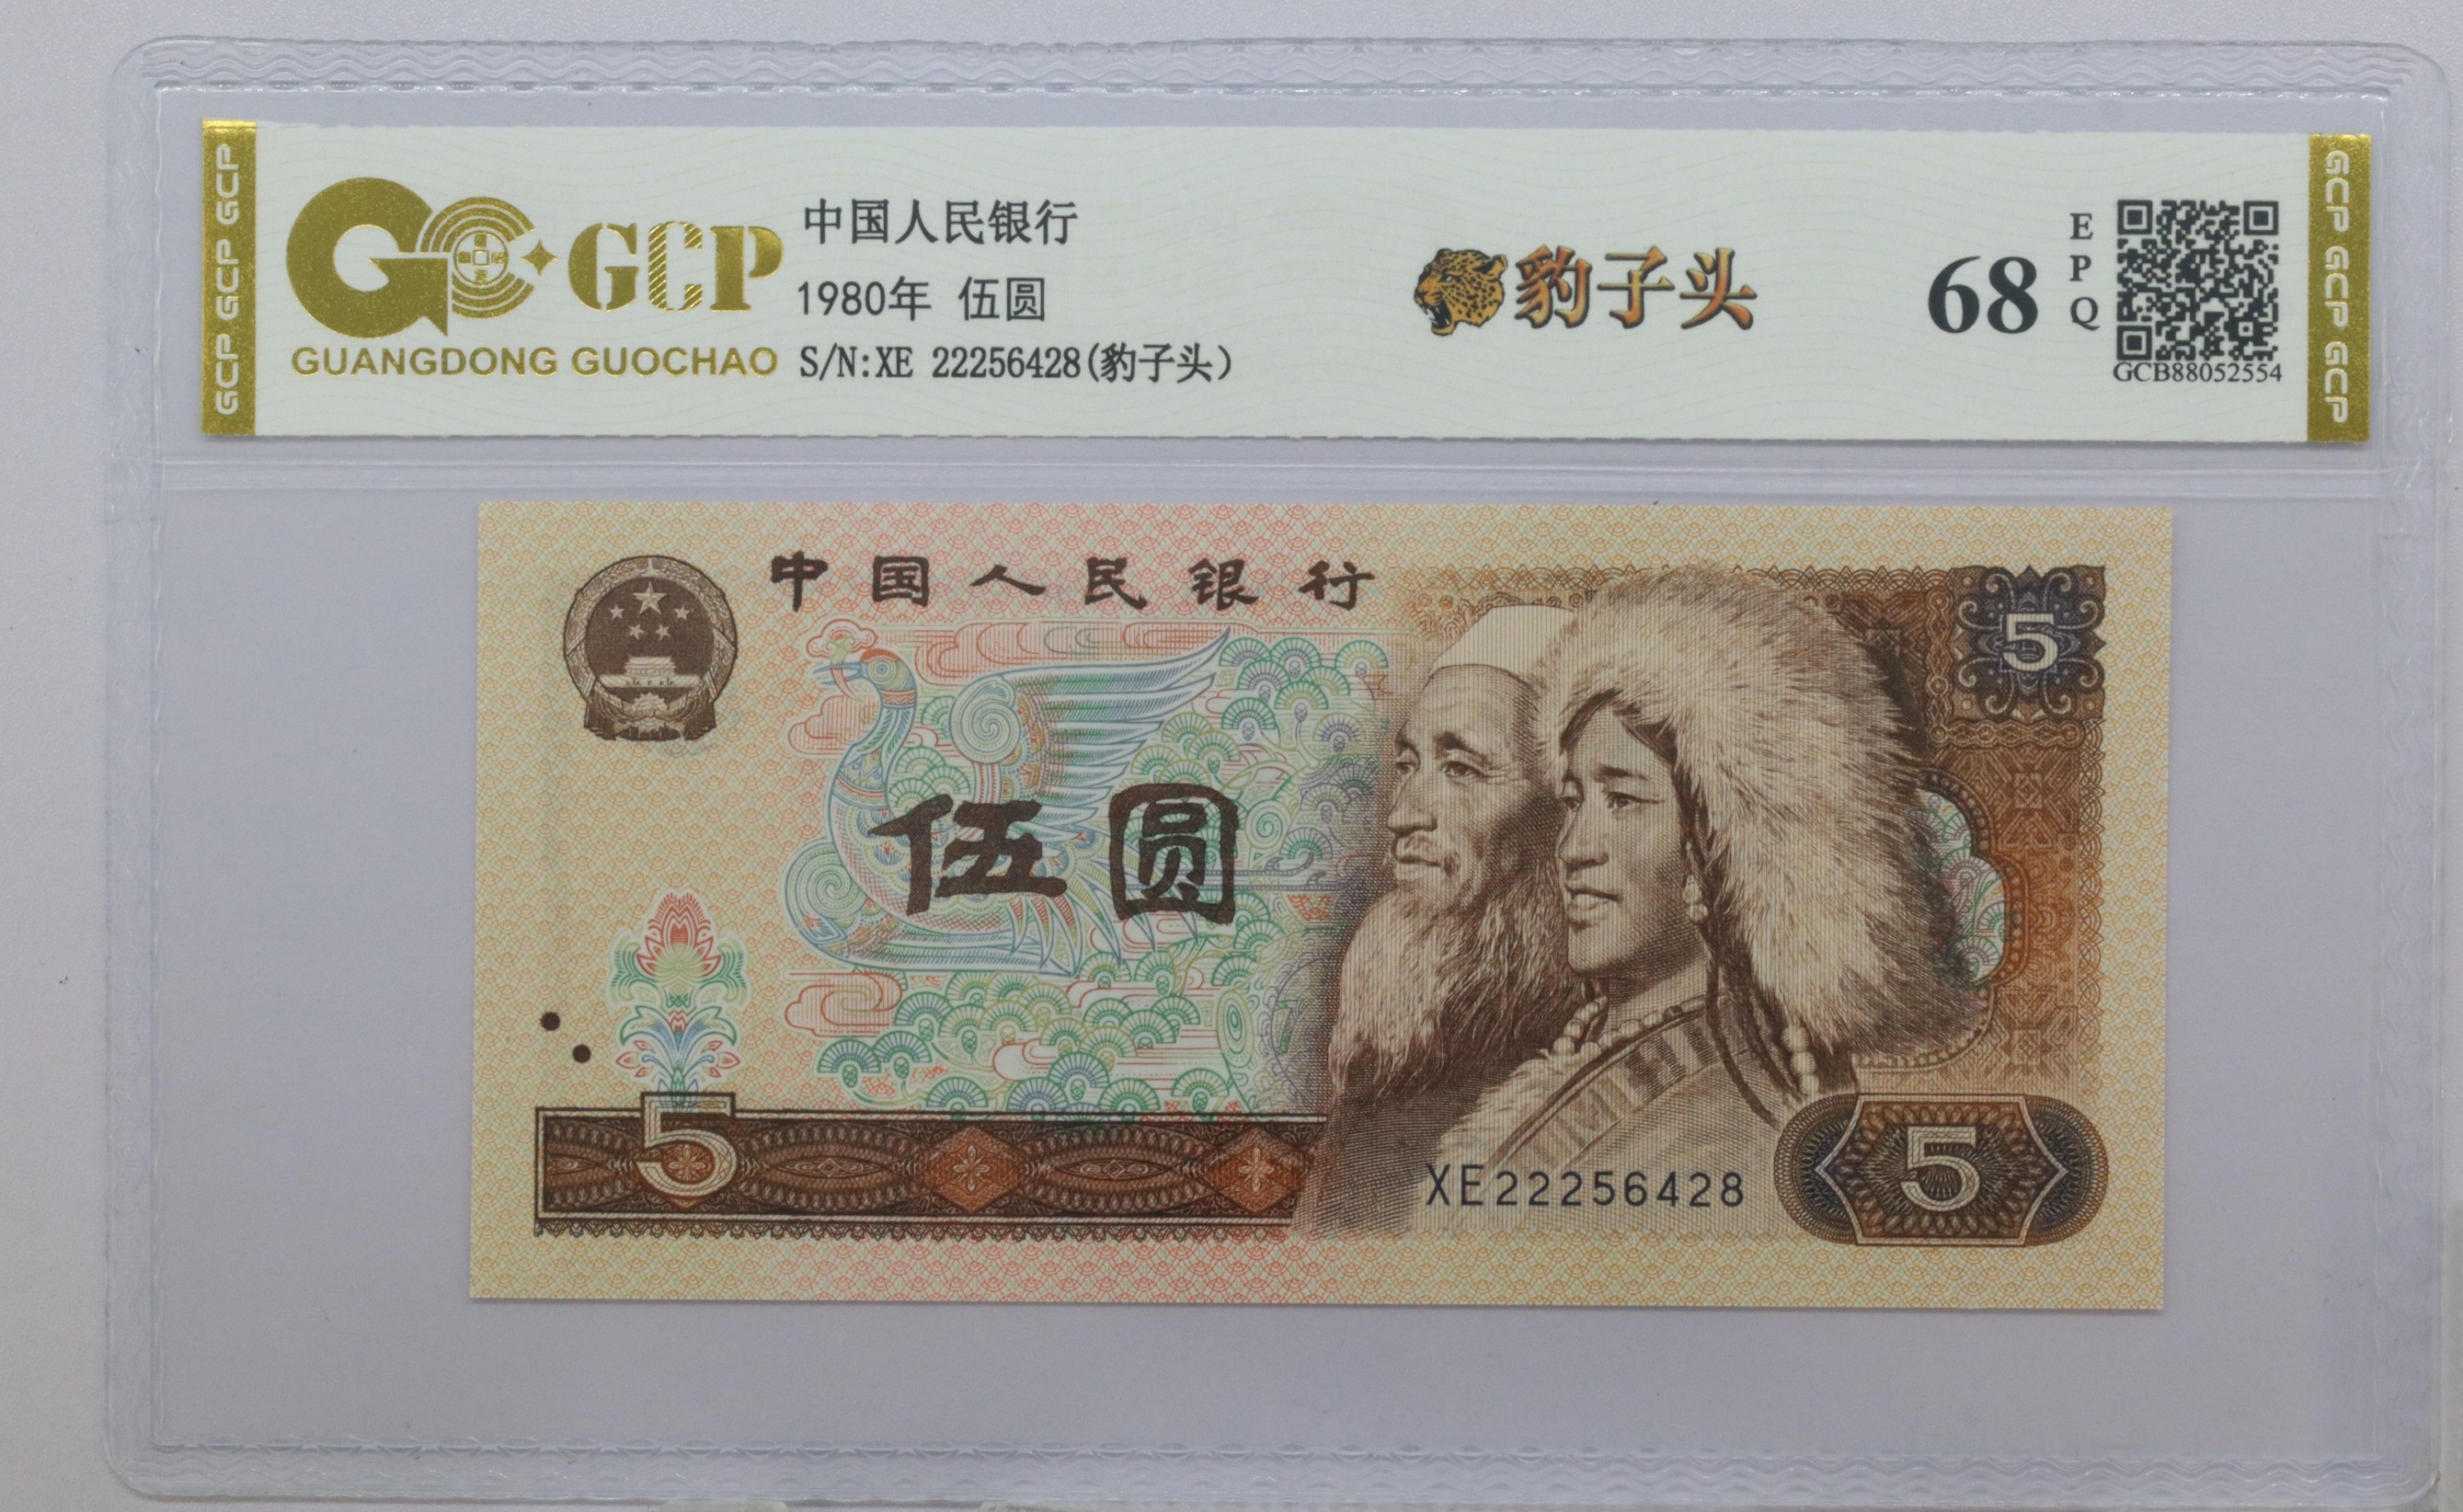 GCP GCP GCP
GCP
GUANGDONG GUOCHAO
中国人民银行
1980年 伍圆
S/N:XE 22256428(豹子头)
豹子头
68
EPQ
GCB88052554
GCP GCP GCP
中国人民银行
5
伍圆
5
XE22256428
5